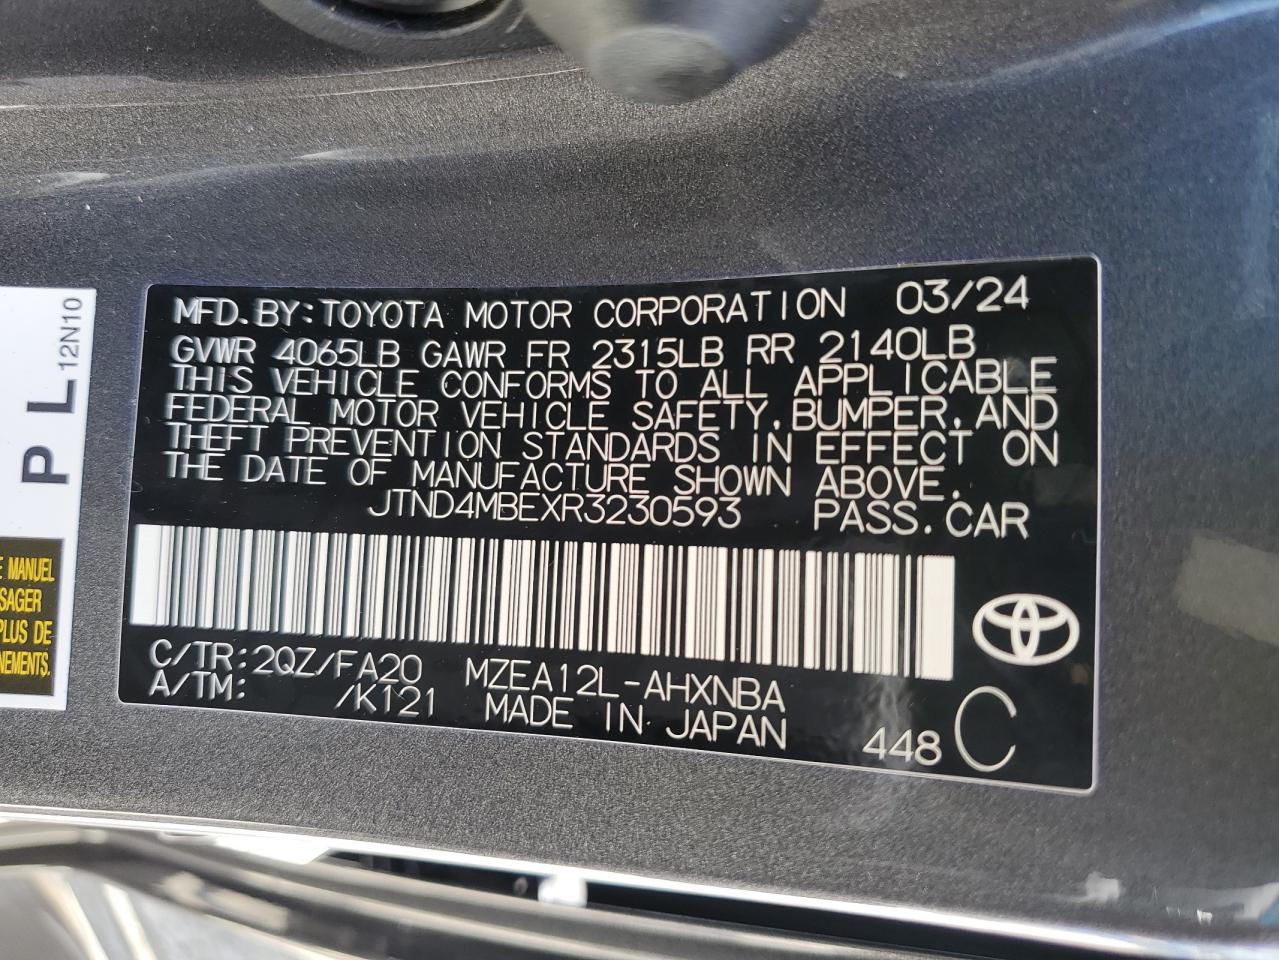 MFD.BY:TOYOTA MOTOR CORPORATION 03/24
GVWR 4065LB GAWR FR 2315LB RR 2140LB
THIS VEHICLE CONFORMS TO ALL APPLICABLE
FEDERAL MOTOR VEHICLE SAFETY,BUMPER,AND
THEFT PREVENTION STANDARDS IN EFFECT ON
THE DATE OF MANUFACTURE SHOWN ABOVE.
JTND4MBEXR3230593 PASS.CAR
C/TR:2QZ/FA20 MZEA12L-AHXNBA
A/TM: /K121 MADE IN JAPAN
448 C
P L 12N10
MANUEL
PLUS DE